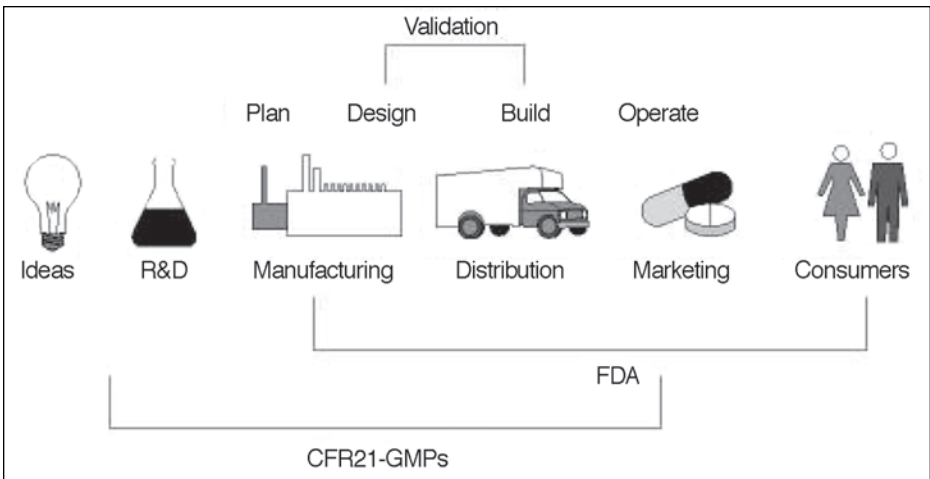 Validation
Plan Design Build Operate
Ideas R&D Manufacturing Distribution Marketing Consumers
FDA
CFR21-GMPs